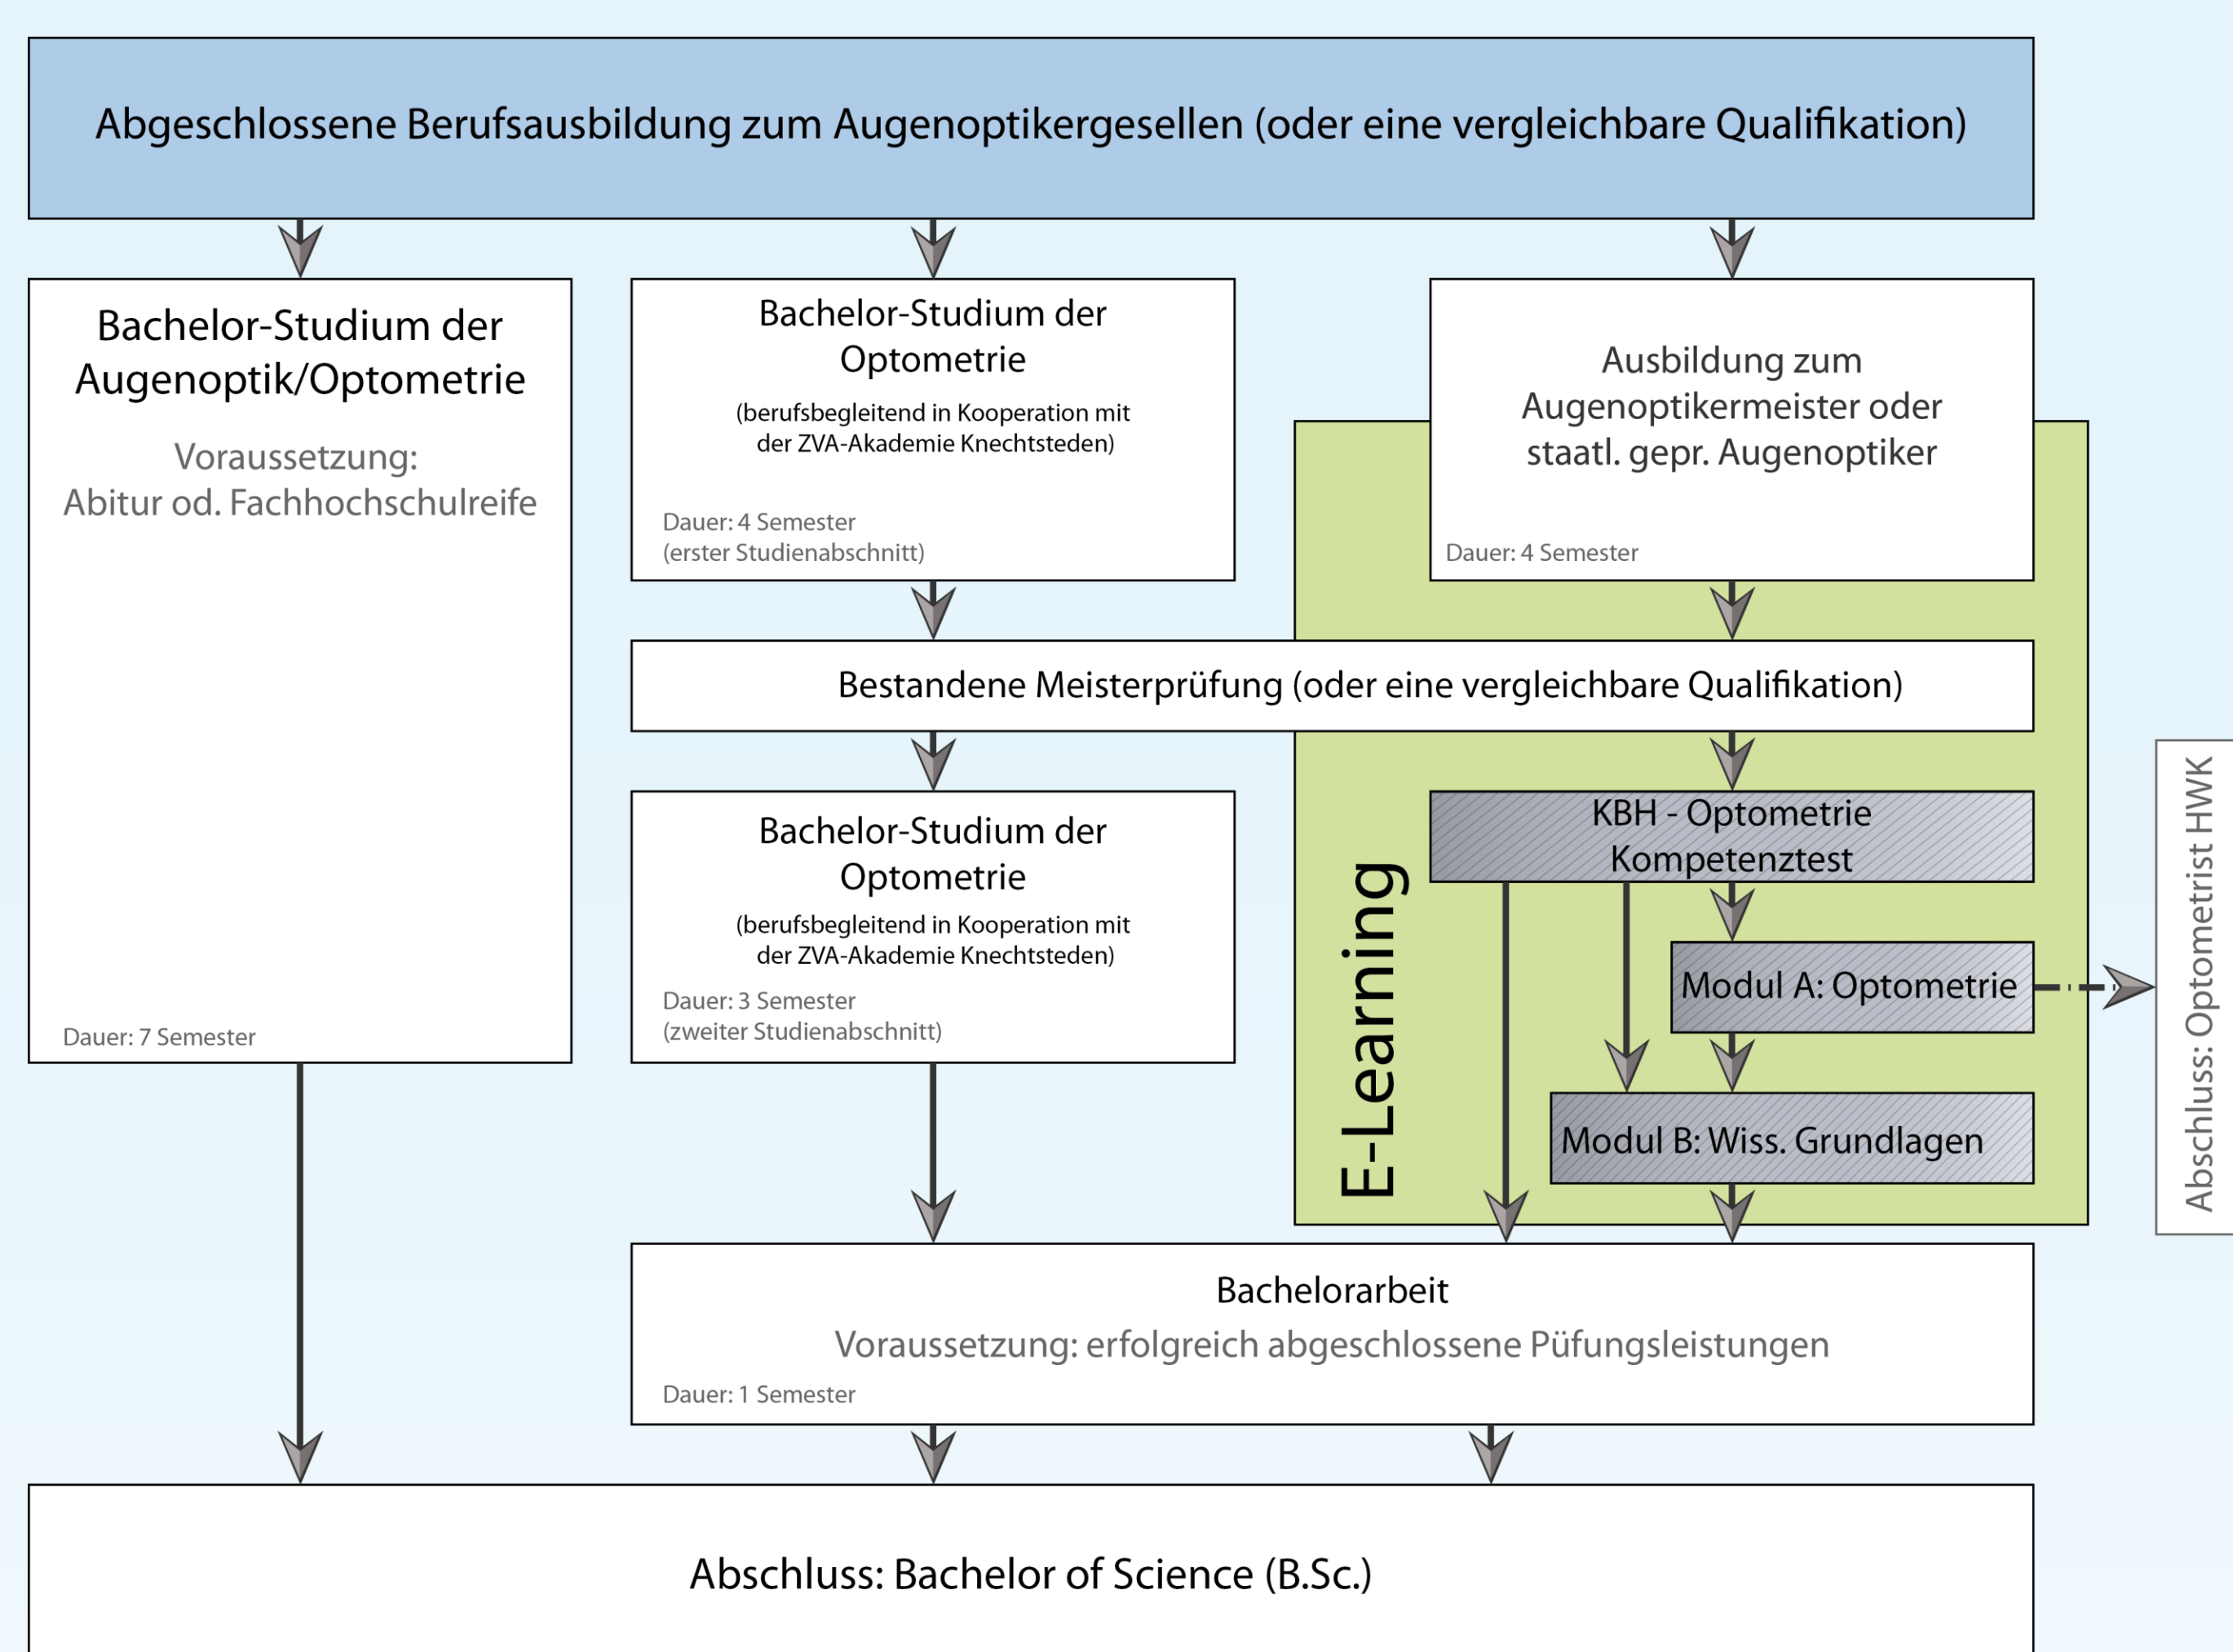 Abgeschlossene Berufsausbildung zum Augenoptikergesellen (oder eine vergleichbare Qualifikation)
Bachelor-Studium der
Augenoptik/Optometrie
Voraussetzung:
Abitur od. Fachhochschulreife
Dauer: 7 Semester
Bachelor-Studium der
Optometrie
(berufsbegleitend in Kooperation mit
der ZVA-Akademie Knechtsteden)
Dauer: 4 Semester
(erster Studienabschnitt)
Ausbildung zum
Augenoptikermeister oder
staatl. gepr. Augenoptiker
Dauer: 4 Semester
Bestandene Meisterprüfung (oder eine vergleichbare Qualifikation)
Bachelor-Studium der
Optometrie
(berufsbegleitend in Kooperation mit
der ZVA-Akademie Knechtsteden)
Dauer: 3 Semester
(zweiter Studienabschnitt)
E-Learning
KBH - Optometrie
Kompetenztest
Modul A: Optometrie
Modul B: Wiss. Grundlagen
Abschluss: Optometrist HWK
Bachelorarbeit
Voraussetzung: erfolgreich abgeschlossene Püfungsleistungen
Dauer: 1 Semester
Abschluss: Bachelor of Science (B.Sc.)